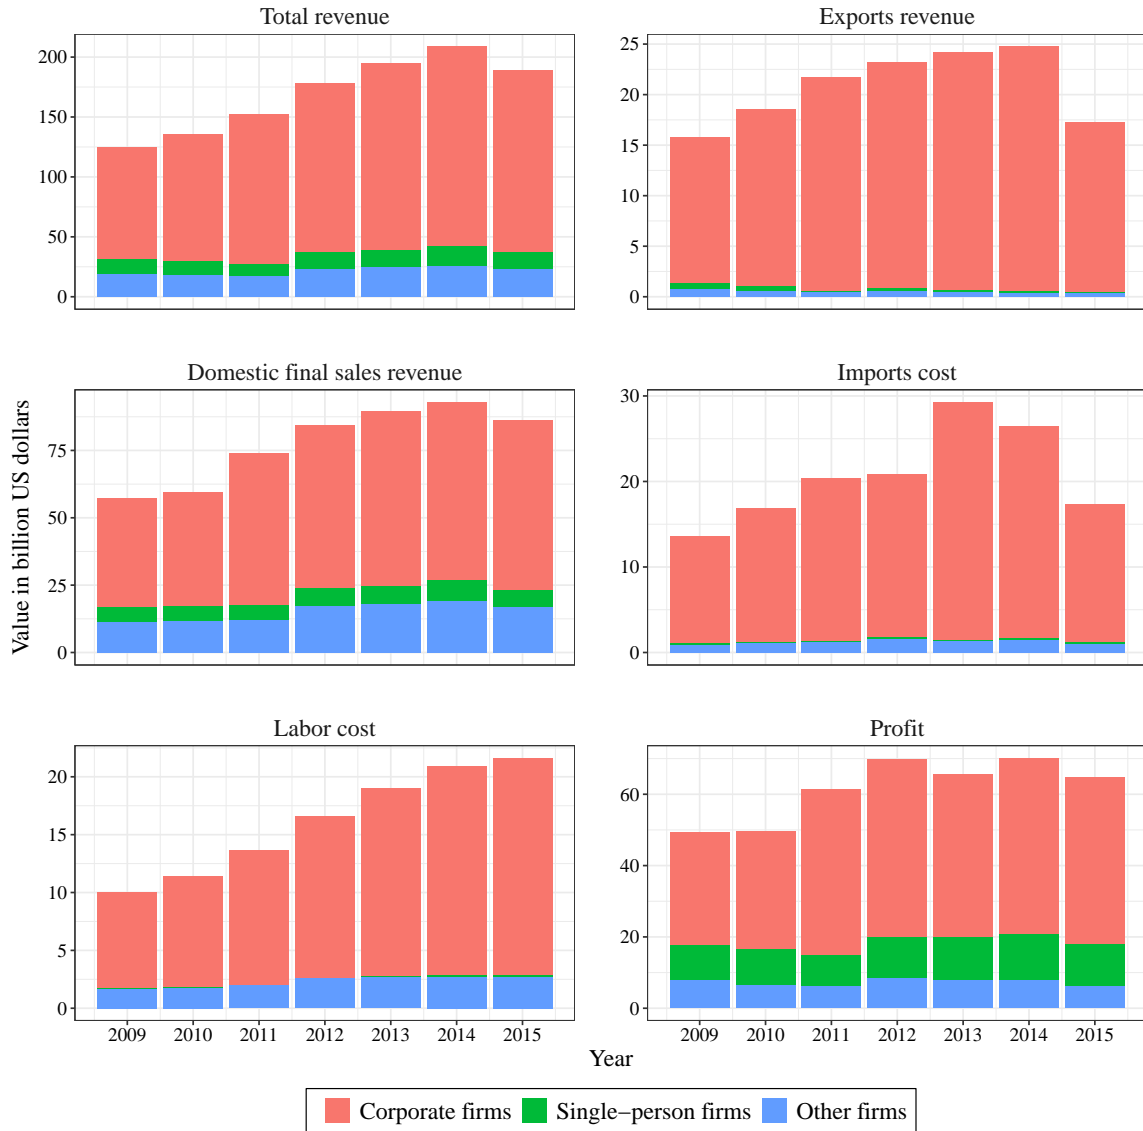 Total revenue
Exports revenue
200
150
100
50
0
25
20
15
10
5
0
Domestic final sales revenue
Imports cost
75
50
25
0
30
20
10
0
Value in billion US dollars
Labor cost
Profit
20
15
10
5
0
60
40
20
0
2009 2010 2011 2012 2013 2014 2015
2009 2010 2011 2012 2013 2014 2015
Year
Corporate firms Single−person firms Other firms